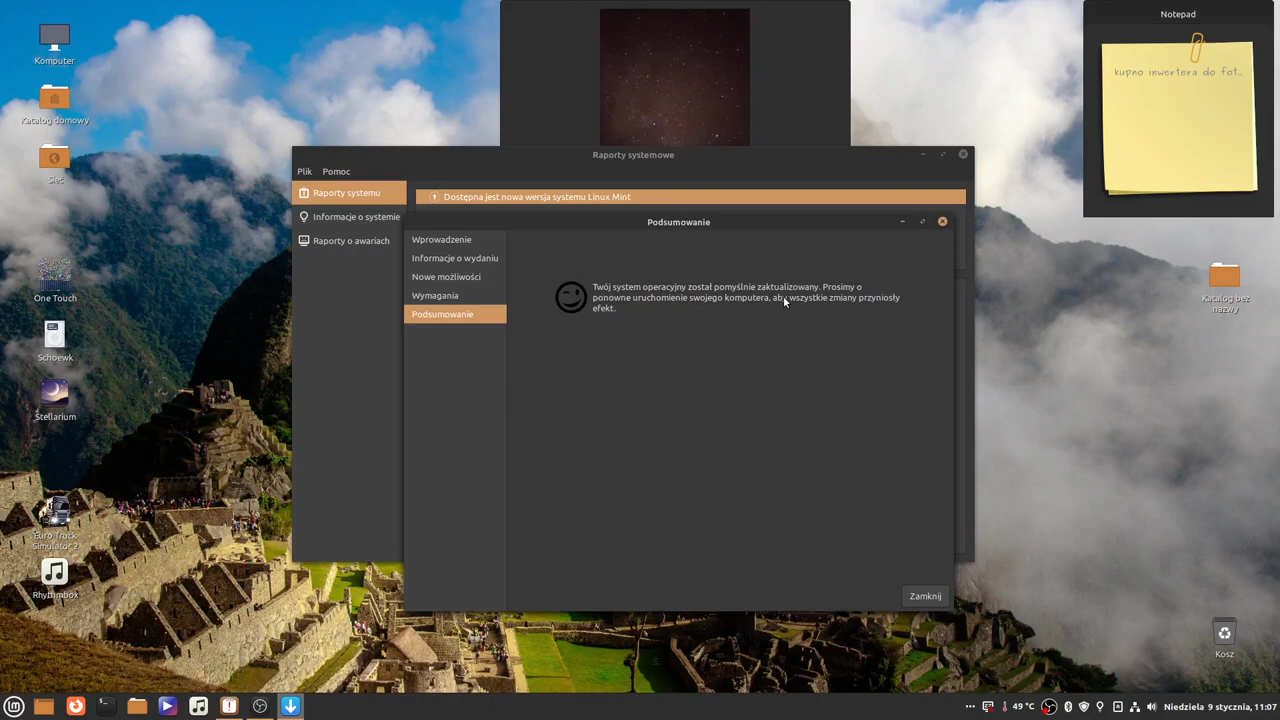 Komputer
Katalog domowy
Sieć
One Touch
Schoewk
Stellarium
Euro Truck
Simulator 2
Rhythmbox
Notepad
kupno inwertera do fot...
Katalog bez
nazwy
Kosz
Raporty systemowe
Plik Pomoc
Raporty systemu
Informacje o systemie
Raporty o awariach
Dostępna jest nowa wersja systemu Linux Mint
Podsumowanie
Wprowadzenie
Informacje o wydaniu
Nowe możliwości
Wymagania
Podsumowanie
Twój system operacyjny został pomyślnie zaktualizowany. Prosimy o
ponowne uruchomienie swojego komputera, aby wszystkie zmiany przyniosły
efekt.
Zamknij
49 °C
Niedziela 9 stycznia, 11:07